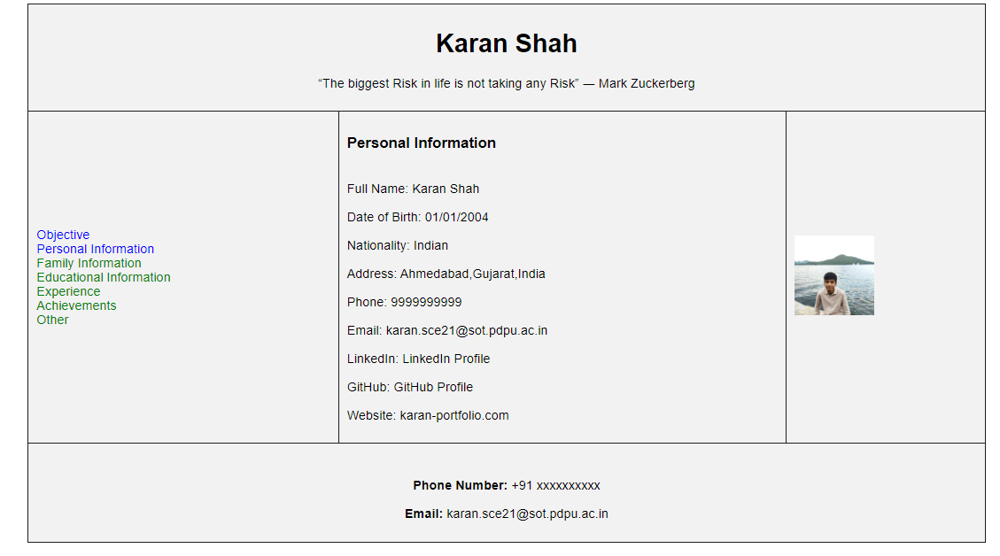 Karan Shah
“The biggest Risk in life is not taking any Risk” — Mark Zuckerberg
Objective
Personal Information
Family Information
Educational Information
Experience
Achievements
Other
Personal Information
Full Name: Karan Shah
Date of Birth: 01/01/2004
Nationality: Indian
Address: Ahmedabad,Gujarat,India
Phone: 9999999999
Email: karan.sce21@sot.pdpu.ac.in
LinkedIn: LinkedIn Profile
GitHub: GitHub Profile
Website: karan-portfolio.com
Phone Number: +91 xxxxxxxxxx
Email: karan.sce21@sot.pdpu.ac.in